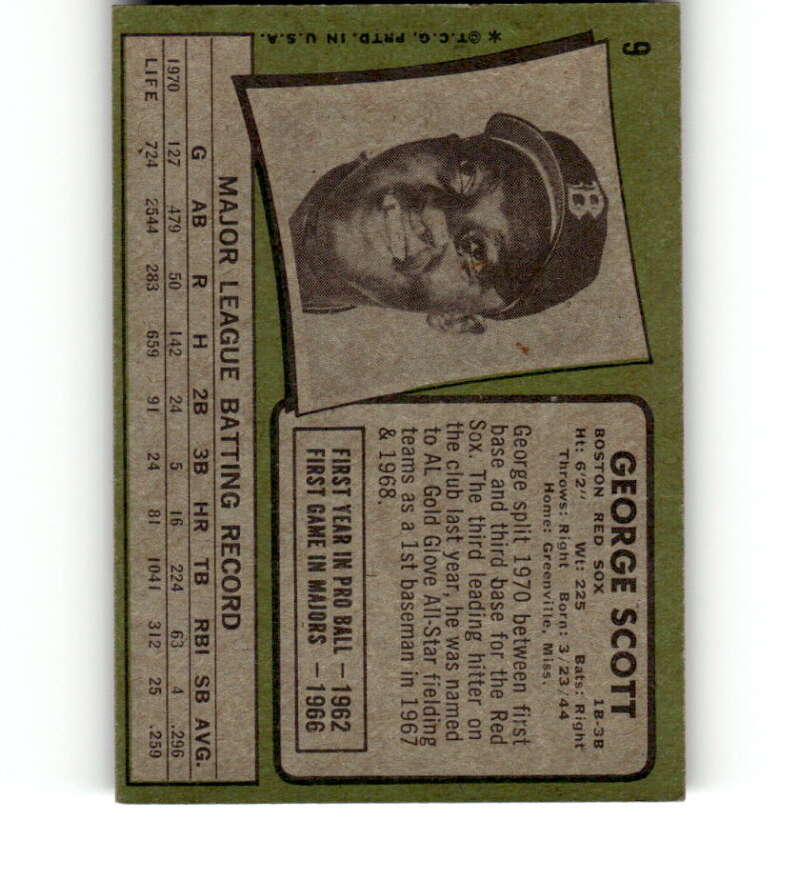 9
GEORGE SCOTT
BOSTON RED SOX 1B-3B
Ht: 6'2" Wt: 225 Bats: Right
Throws: Right Born: 3/23/44
Home: Greenville, Miss.
George split 1970 between first
base and third base for the Red
Sox. The third leading hitter on
the club last year, he was named
to AL Gold Glove All-Star fielding
teams as a 1st baseman in 1967
& 1968.
FIRST YEAR IN PRO BALL — 1962
FIRST GAME IN MAJORS — 1966
B
MAJOR LEAGUE BATTING RECORD
G AB R H 2B 3B HR TB RBI SB AVG.
1970 127 479 50 142 24 5 16 224 63 4 .296
LIFE 724 2544 283 659 91 24 81 1041 312 25 .259
* © T.C.G. PRTD. IN U.S.A.